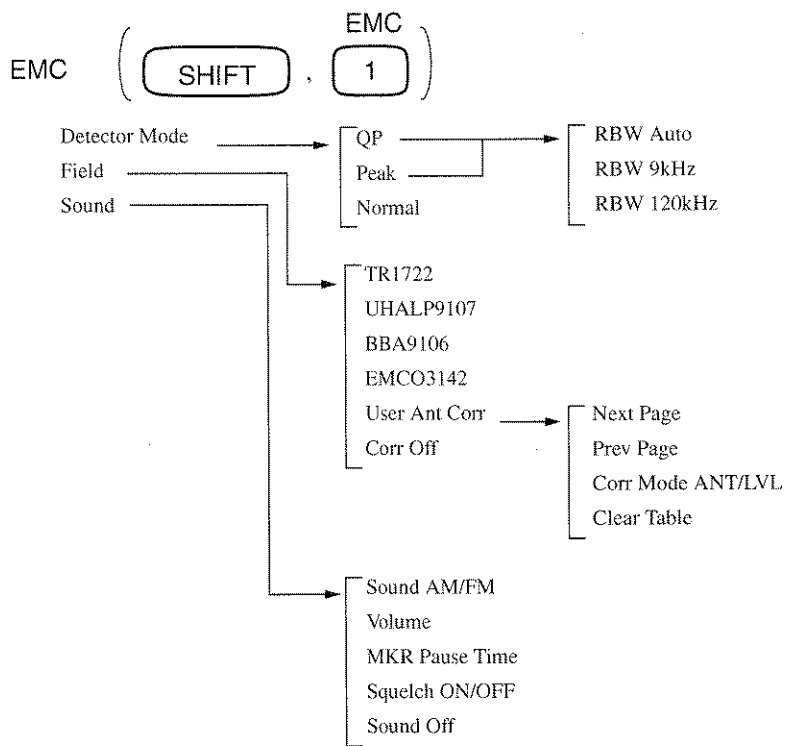 EMC
EMC ( SHIFT , 1 )
Detector Mode
Field
Sound
QP
Peak
Normal
RBW Auto
RBW 9kHz
RBW 120kHz
TR1722
UHALP9107
BBA9106
EMCO3142
User Ant Corr
Corr Off
Next Page
Prev Page
Corr Mode ANT/LVL
Clear Table
Sound AM/FM
Volume
MKR Pause Time
Squelch ON/OFF
Sound Off